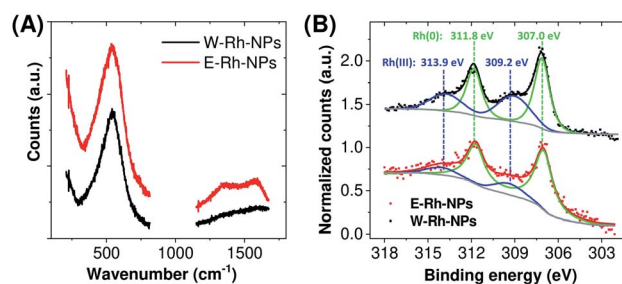 (A)
W-Rh-NPs
E-Rh-NPs
Counts (a.u.)
500 1000 1500
Wavenumber (cm⁻¹)
(B)
Rh(0): 311.8 eV 307.0 eV
Rh(III): 313.9 eV 309.2 eV
Normalized counts (a.u.)
2.0
1.5
1.0
0.5
0.0
E-Rh-NPs
W-Rh-NPs
318 315 312 309 306 303
Binding energy (eV)